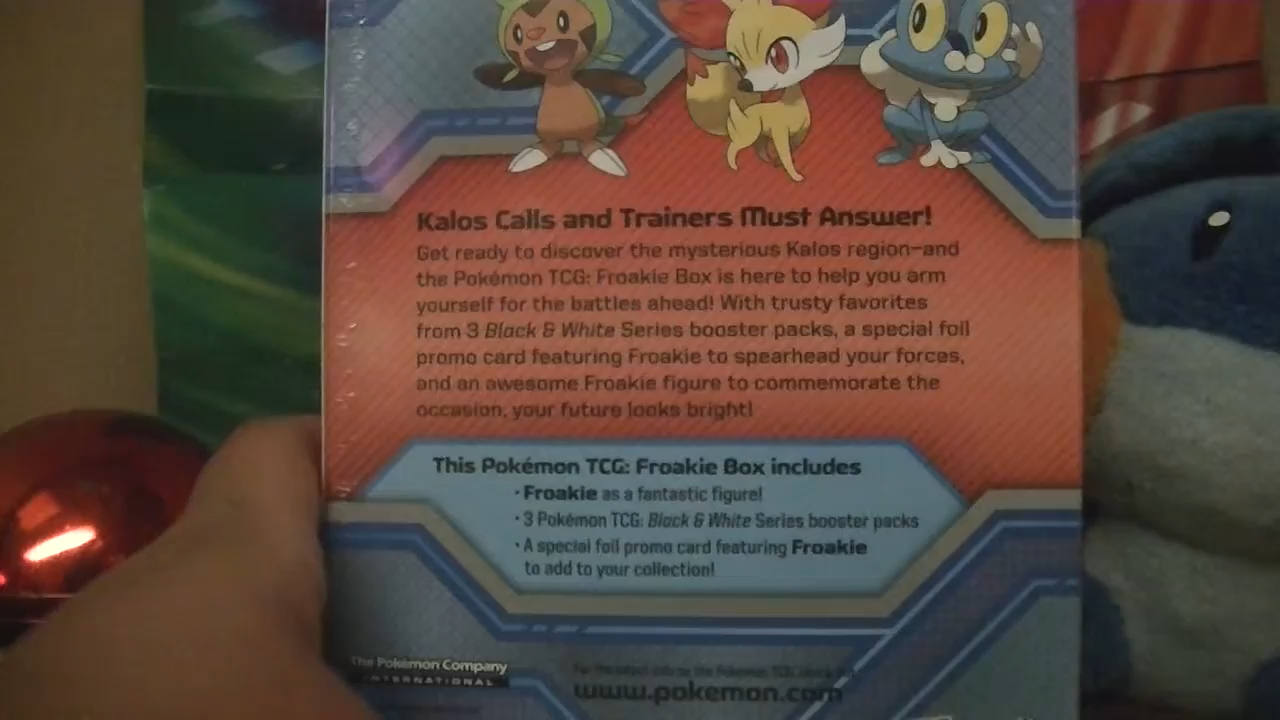 Kalos Calls and Trainers Must Answer!
Get ready to discover the mysterious Kalos region—and
the Pokémon TCG: Froakie Box is here to help you arm
yourself for the battles ahead! With trusty favorites
from 3 Black & White Series booster packs, a special foil
promo card featuring Froakie to spearhead your forces,
and an awesome Froakie figure to commemorate the
occasion, your future looks bright!
This Pokémon TCG: Froakie Box includes
• Froakie as a fantastic figure!
• 3 Pokémon TCG: Black & White Series booster packs
• A special foil promo card featuring Froakie
to add to your collection!
The Pokémon Company
INTERNATIONAL
www.pokemon.com